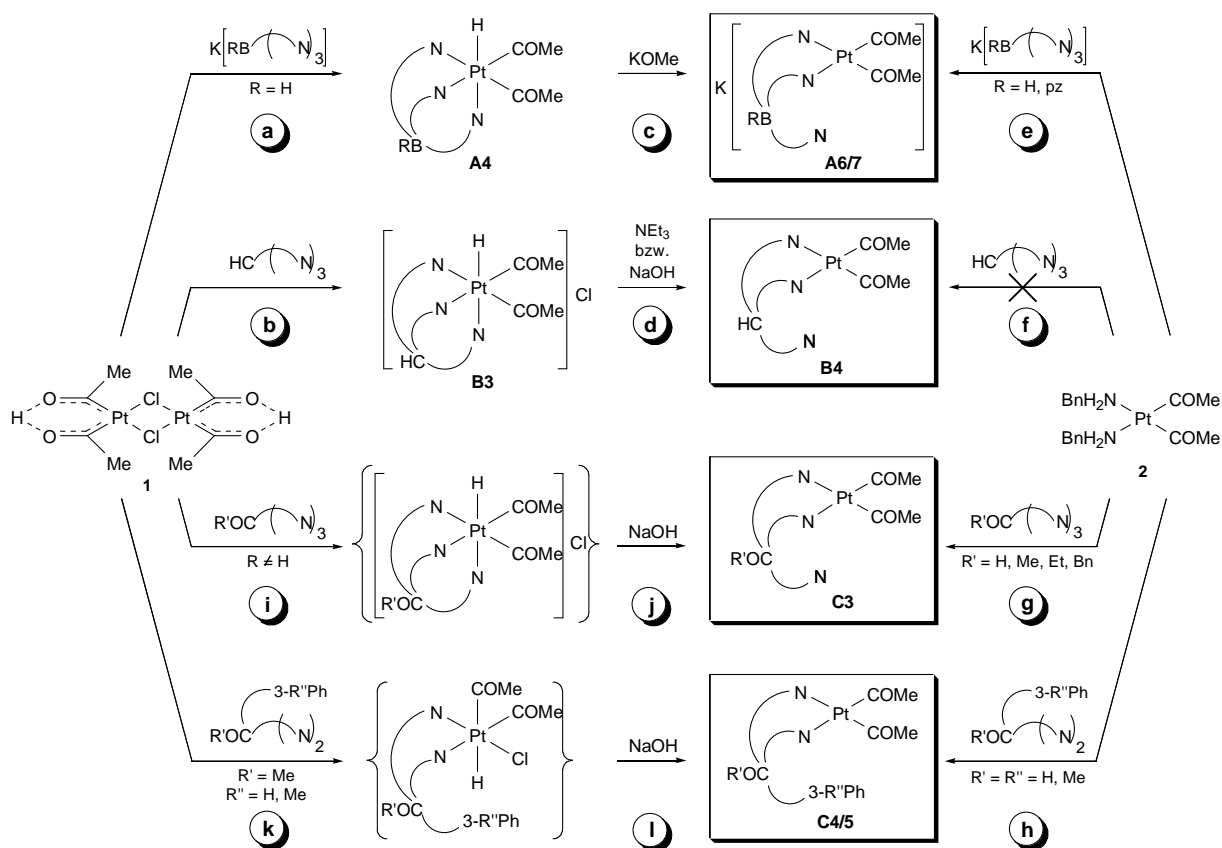 K[RB( N)3]
R = H
a
H
N
COMe
Pt
N
COMe
N
RB
A4
KOMe
c
K
N
COMe
Pt
N
COMe
RB
N
A6/7
K[RB( N)3]
R = H, pz
e
HC( N)3
b
H
N
COMe
Pt
N
COMe
N
HC
Cl
B3
NEt3
bzw.
NaOH
d
N
COMe
Pt
N
COMe
HC
N
B4
HC( N)3
f
Me Me
O Cl O
H Pt Pt H
O Cl O
Me Me
1
BnH2N COMe
Pt
BnH2N COMe
2
R'OC( N)3
R ≠ H
i
H
N
COMe
Pt
N
COMe
N
R'OC
Cl
NaOH
j
N
COMe
Pt
N
COMe
R'OC
N
C3
R'OC( N)3
R' = H, Me, Et, Bn
g
3-R"Ph
R'OC( N)2
R' = Me
R" = H, Me
k
COMe
N
COMe
Pt
N
Cl
H
R'OC
3-R"Ph
NaOH
l
N
COMe
Pt
N
COMe
R'OC
3-R"Ph
C4/5
3-R"Ph
R'OC( N)2
R' = R" = H, Me
h